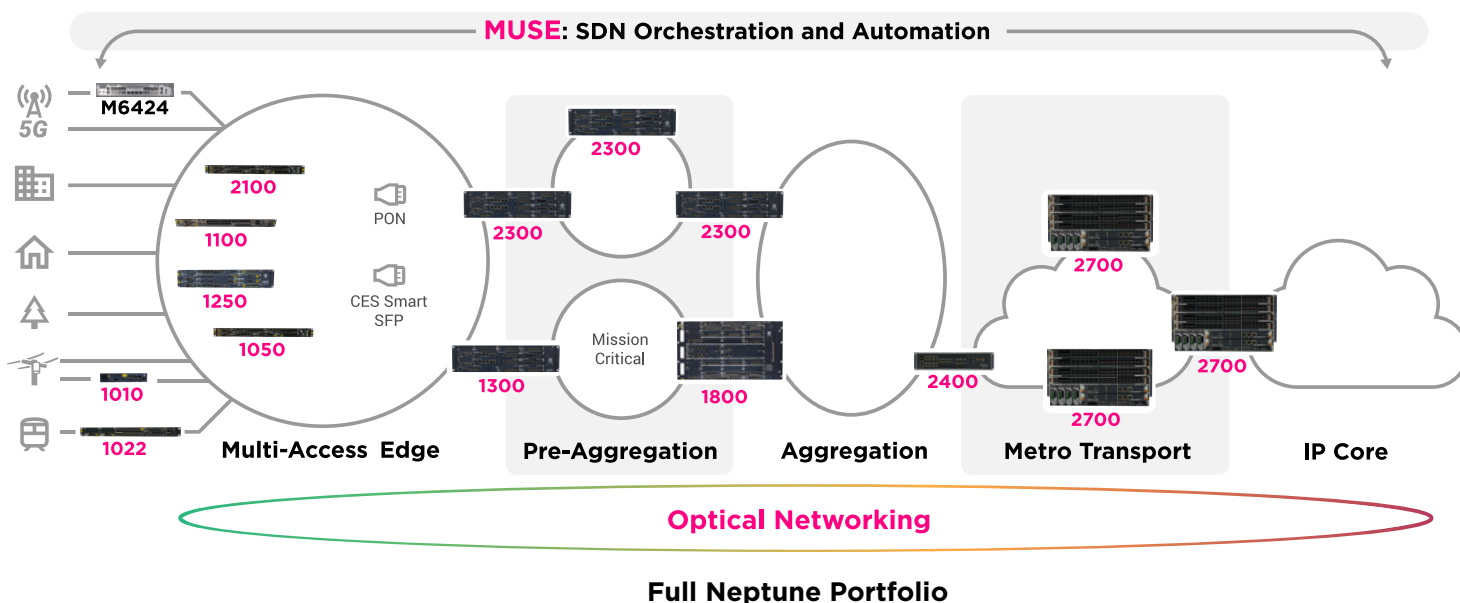 MUSE: SDN Orchestration and Automation
M6424
5G
2100
1100
1250
1050
1010
1022
PON
CES Smart
SFP
2300
2300
2300
1300
Mission
Critical
1800
2400
2700
2700
2700
Multi-Access Edge
Pre-Aggregation
Aggregation
Metro Transport
IP Core
Optical Networking
Full Neptune Portfolio